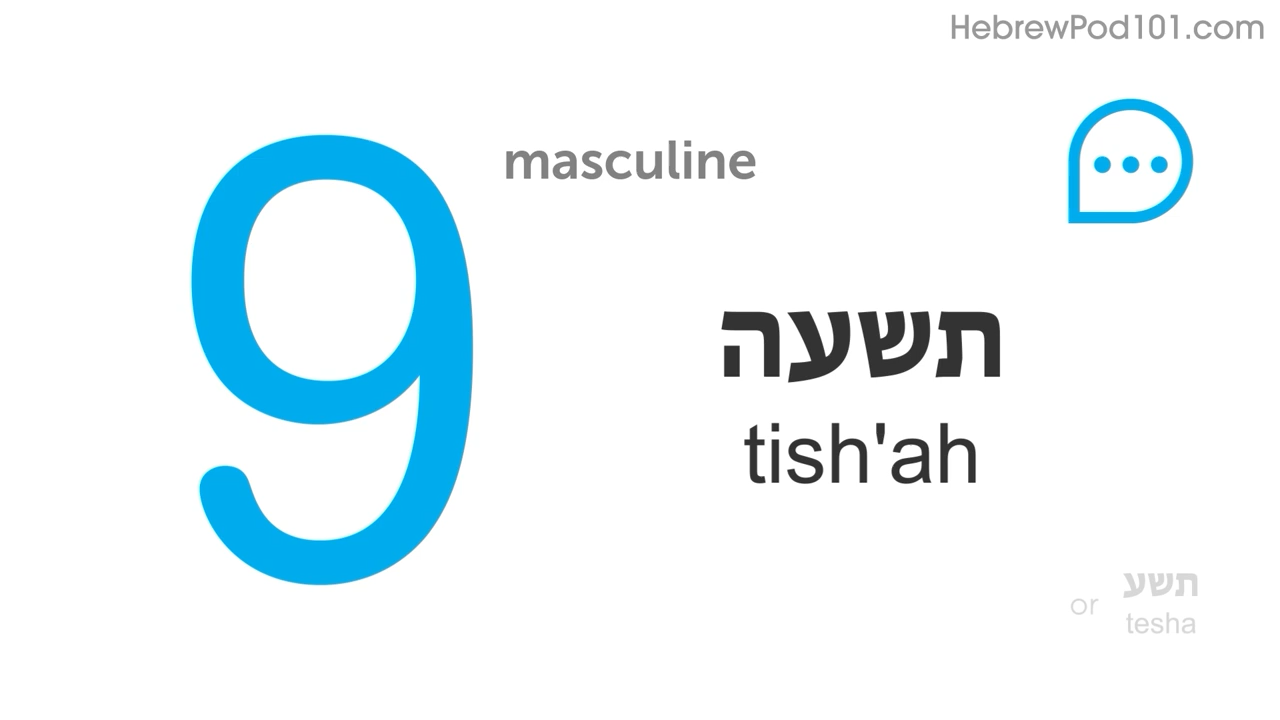 HebrewPod101.com
9
masculine
תשעה
tish'ah
or
תשע
tesha